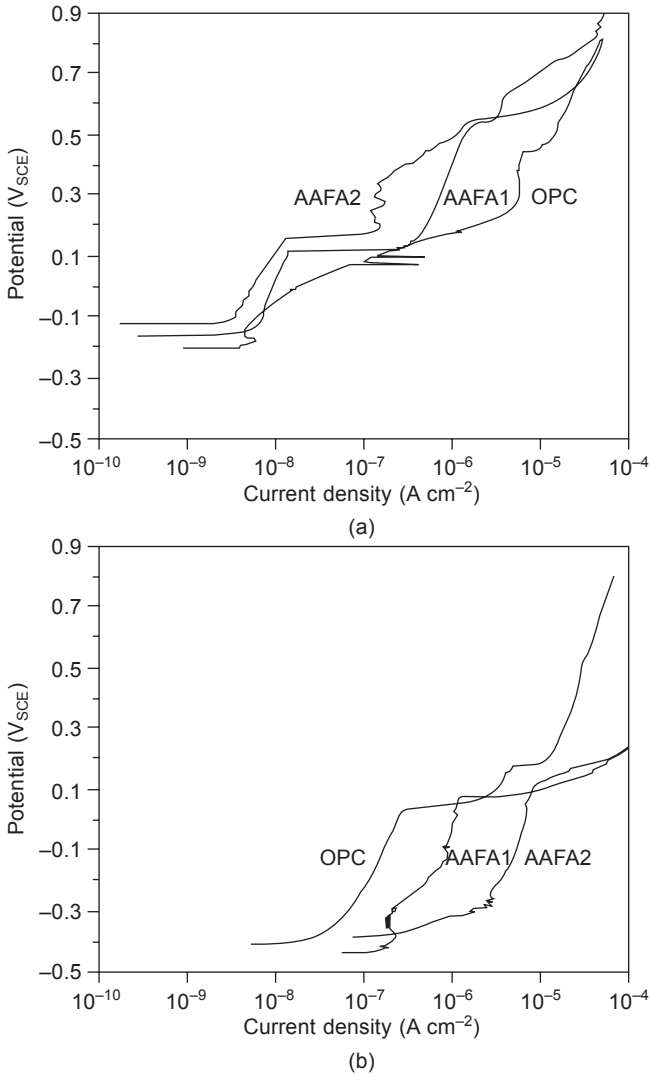 0.9
0.7
0.5
0.3
0.1
–0.1
–0.3
–0.5
Potential (V_SCE)
AAFA2
AAFA1
OPC
10⁻¹⁰ 10⁻⁹ 10⁻⁸ 10⁻⁷ 10⁻⁶ 10⁻⁵ 10⁻⁴
Current density (A cm⁻²)
(a)
0.9
0.7
0.5
0.3
0.1
–0.1
–0.3
–0.5
Potential (V_SCE)
OPC
AAFA1
AAFA2
10⁻¹⁰ 10⁻⁹ 10⁻⁸ 10⁻⁷ 10⁻⁶ 10⁻⁵ 10⁻⁴
Current density (A cm⁻²)
(b)